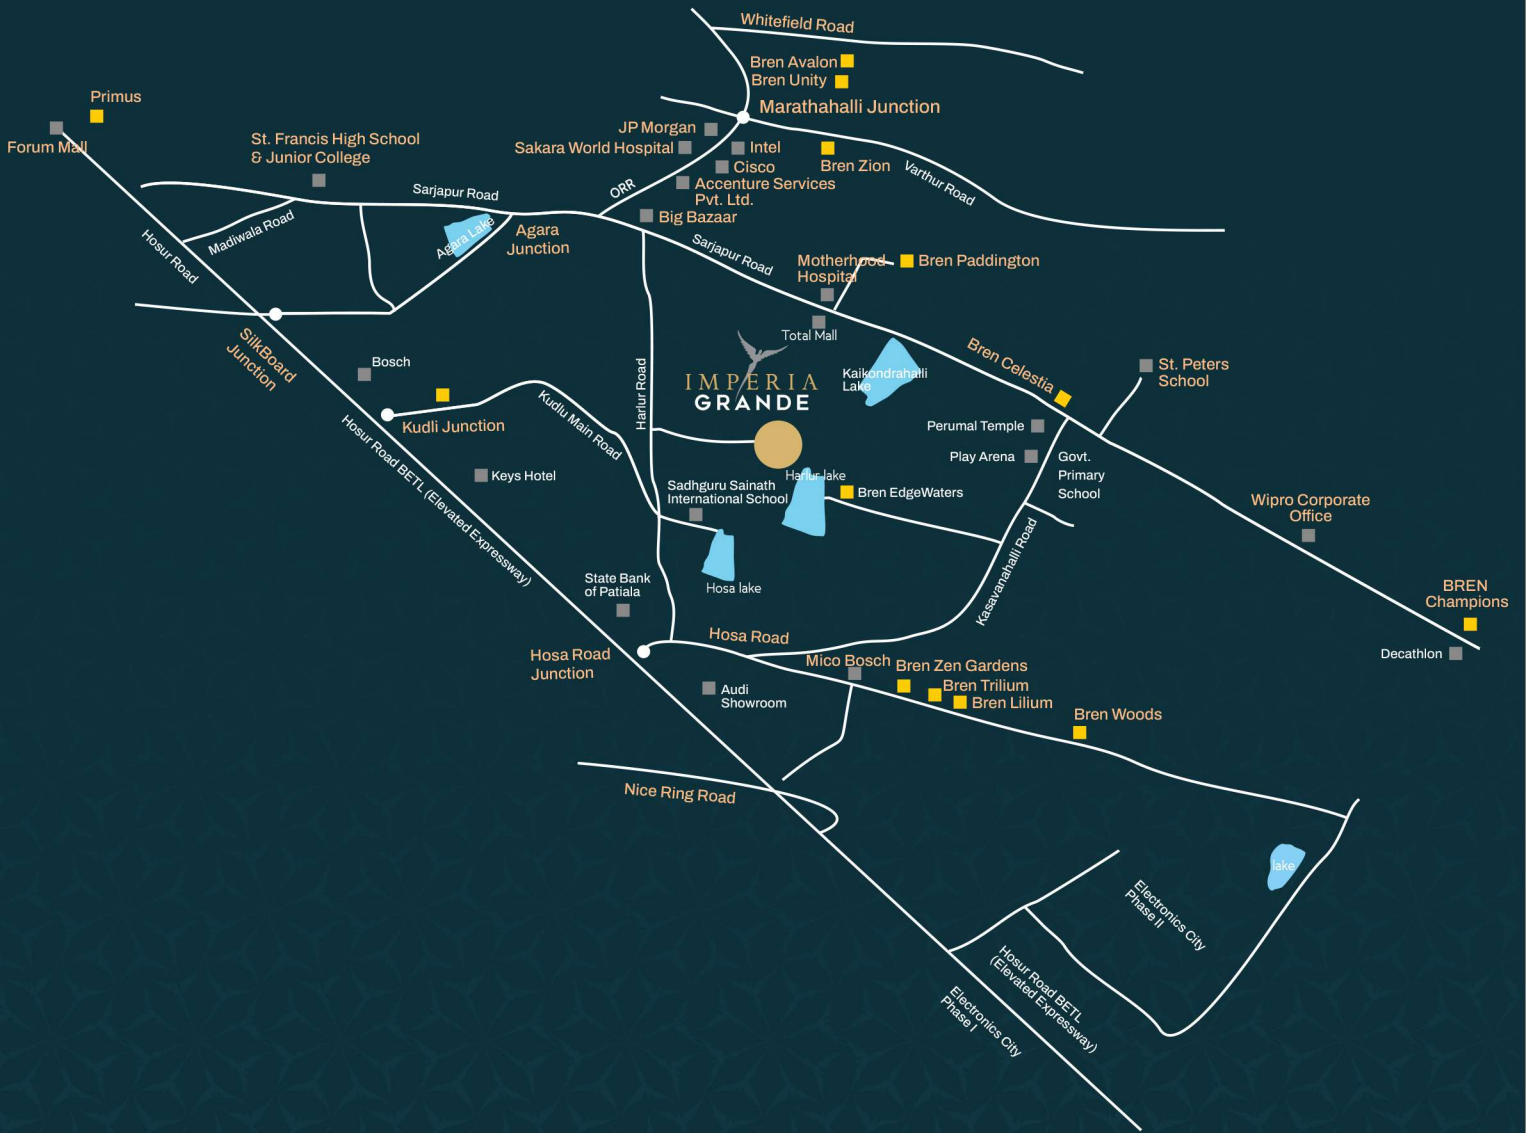 Whitefield Road
Bren Avalon
Bren Unity
Primus
Marathahalli Junction
JP Morgan
St. Francis High School
& Junior College
Forum Mall
Sakara World Hospital
Intel
Cisco
Bren Zion
Varthur Road
Accenture Services
Pvt. Ltd.
Sarjapur Road
ORR
Big Bazaar
Madiwala Road
Agara Lake
Agara
Junction
Hosur Road
Sarjapur Road
Motherhood
Hospital
Bren Paddington
Total Mall
SilkBoard
Junction
Bosch
Harlur Road
IMPERIA
GRANDE
Kaikondrahalli
Lake
Bren Celestia
St. Peters
School
Kudli Junction
Kudlu Main Road
Perumal Temple
Hosur Road BETL (Elevated Expressway)
Keys Hotel
Play Arena
Govt.
Primary
School
Harlur lake
Sadhguru Sainath
International School
Bren EdgeWaters
Wipro Corporate
Office
Kasavanahalli Road
State Bank
of Patiala
Hosa lake
BREN
Champions
Hosa Road
Hosa Road
Junction
Decathlon
Mico Bosch
Bren Zen Gardens
Bren Trilium
Bren Lilium
Audi
Showroom
Bren Woods
Nice Ring Road
lake
Electronics City
Phase II
Hosur Road BETL
(Elevated Expressway)
Electronics City
Phase I